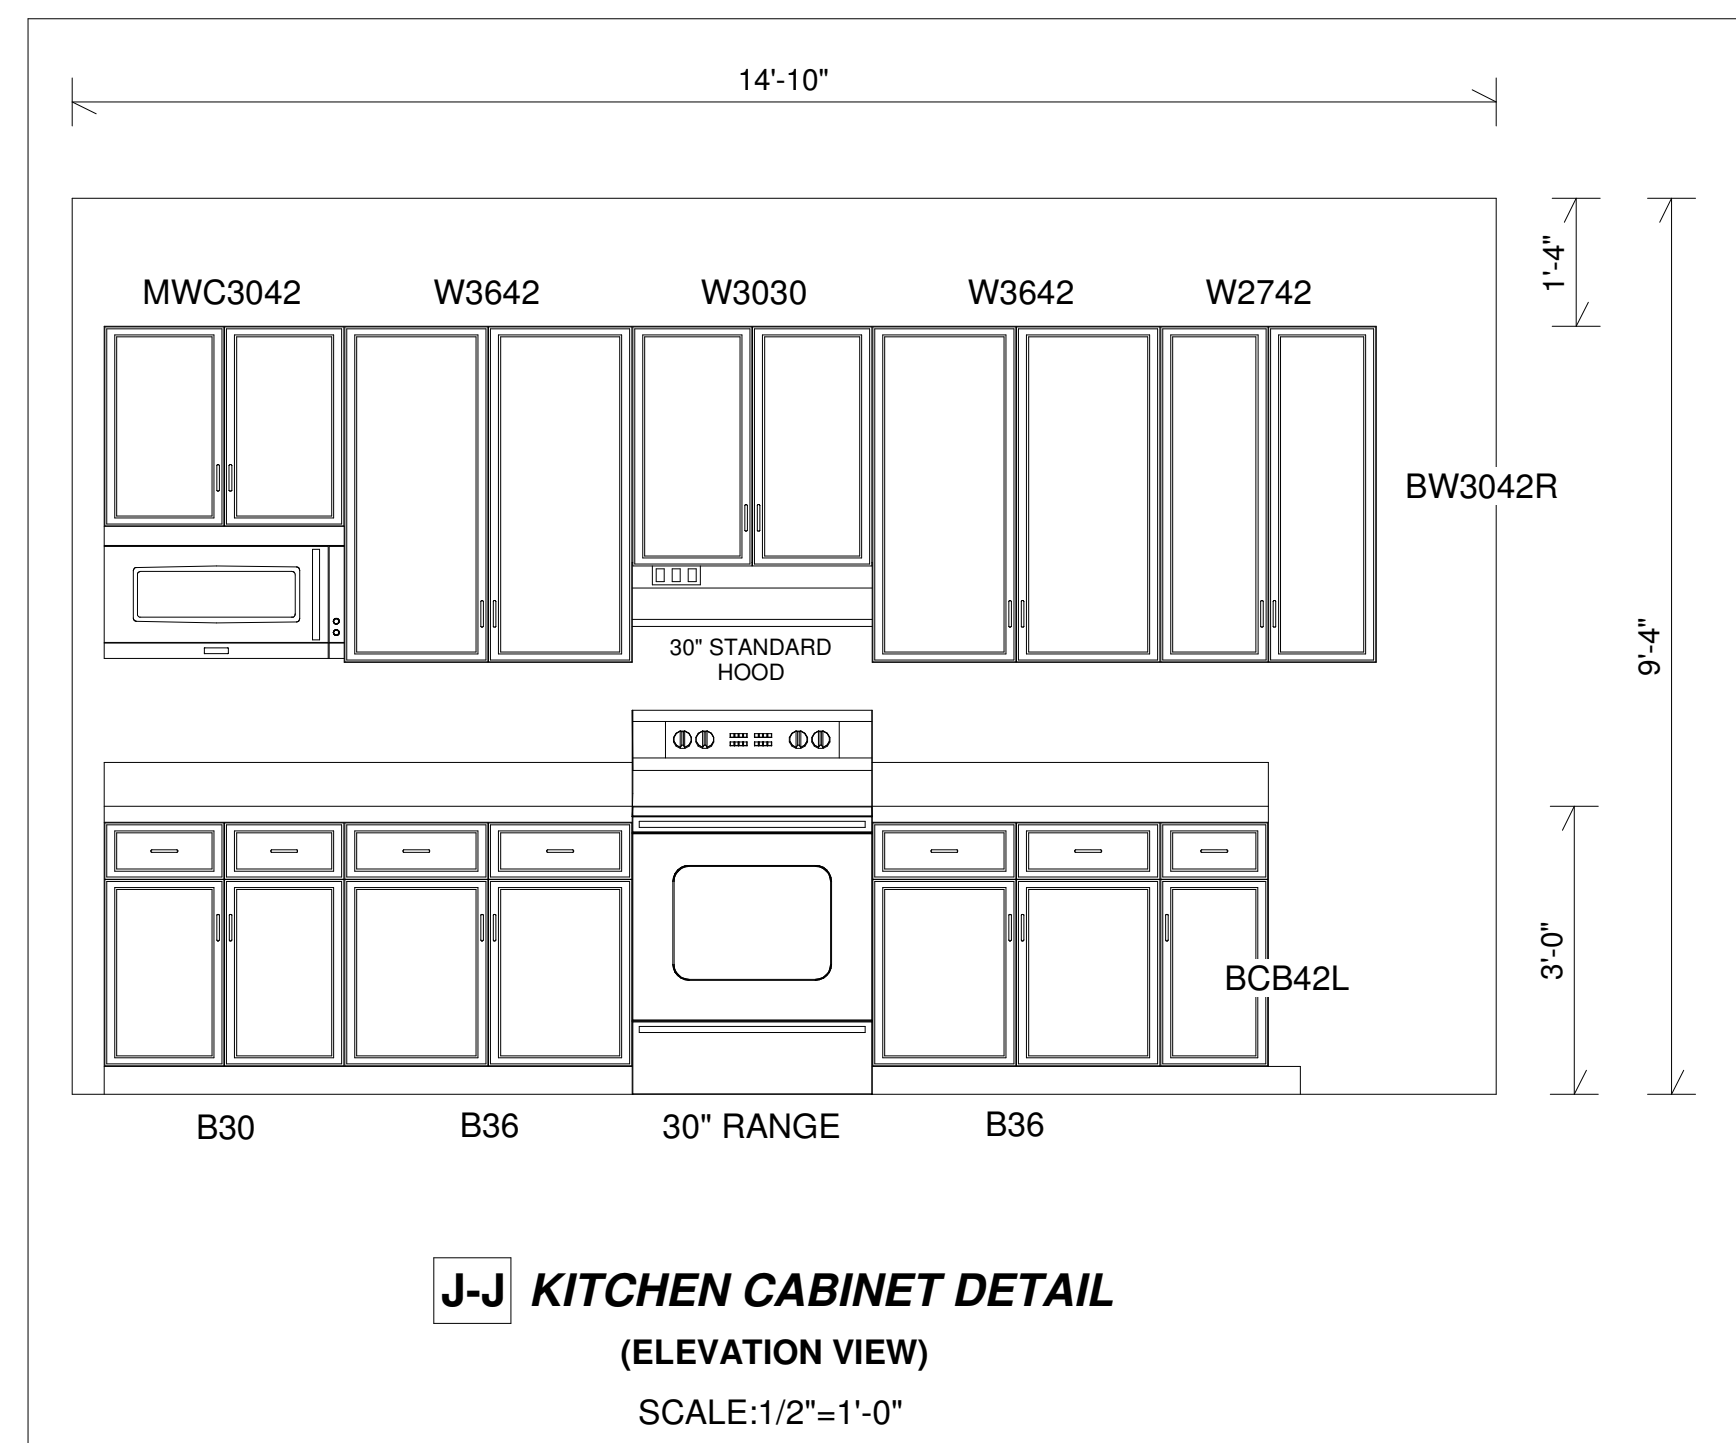 14'-10"
1'-4"
MWC3042
W3642
W3030
W3642
W2742
BW3042R
9'-4"
30" STANDARD
HOOD
3'-0"
BCB42L
B30
B36
30" RANGE
B36
J-J KITCHEN CABINET DETAIL
(ELEVATION VIEW)
SCALE:1/2"=1'-0"